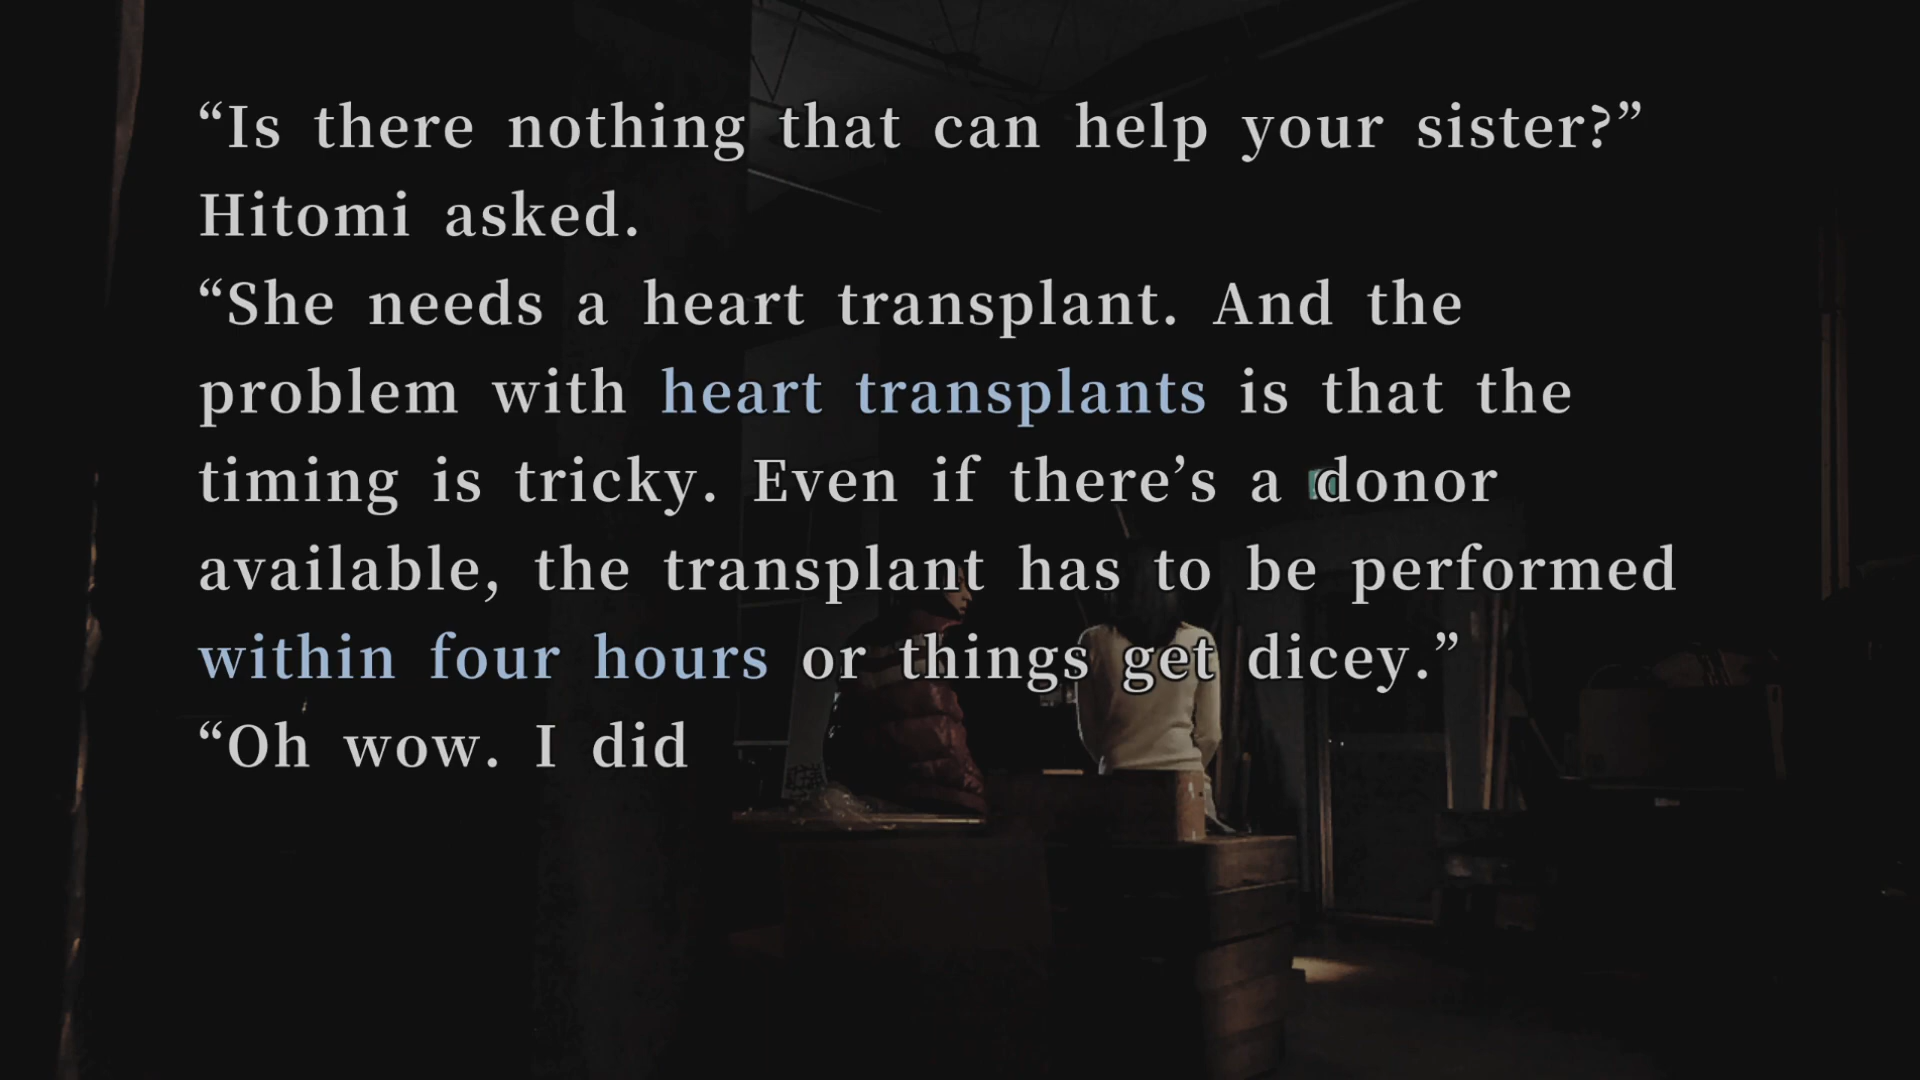 “Is there nothing that can help your sister?”
Hitomi asked.
“She needs a heart transplant. And the
problem with heart transplants is that the
timing is tricky. Even if there’s a donor
available, the transplant has to be performed
within four hours or things get dicey.”
“Oh wow. I did